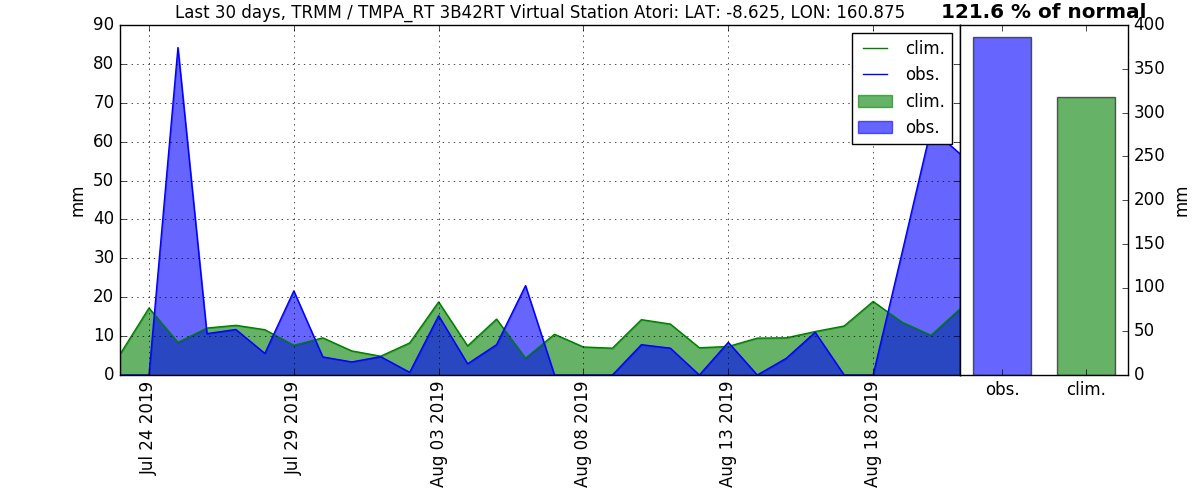 Last 30 days, TRMM / TMPA_RT 3B42RT Virtual Station Atori: LAT: -8.625, LON: 160.875
121.6 % of normal
90
80
70
60
50
40
30
20
10
0
mm
clim.
obs.
clim.
obs.
Jul 24 2019
Jul 29 2019
Aug 03 2019
Aug 08 2019
Aug 13 2019
Aug 18 2019
400
350
300
250
200
150
100
50
0
mm
obs.
clim.